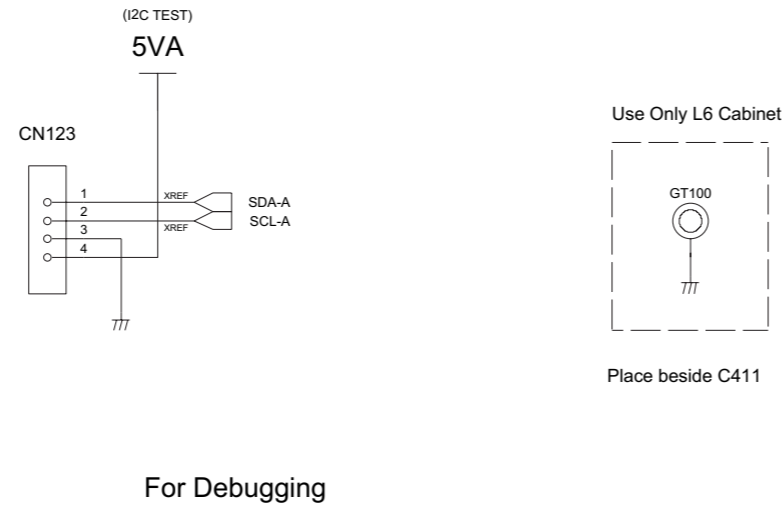 (I2C TEST)
5VA
CN123
1
XREF
SDA-A
2
XREF
SCL-A
3
4
Use Only L6 Cabinet
GT100
Place beside C411
For Debugging